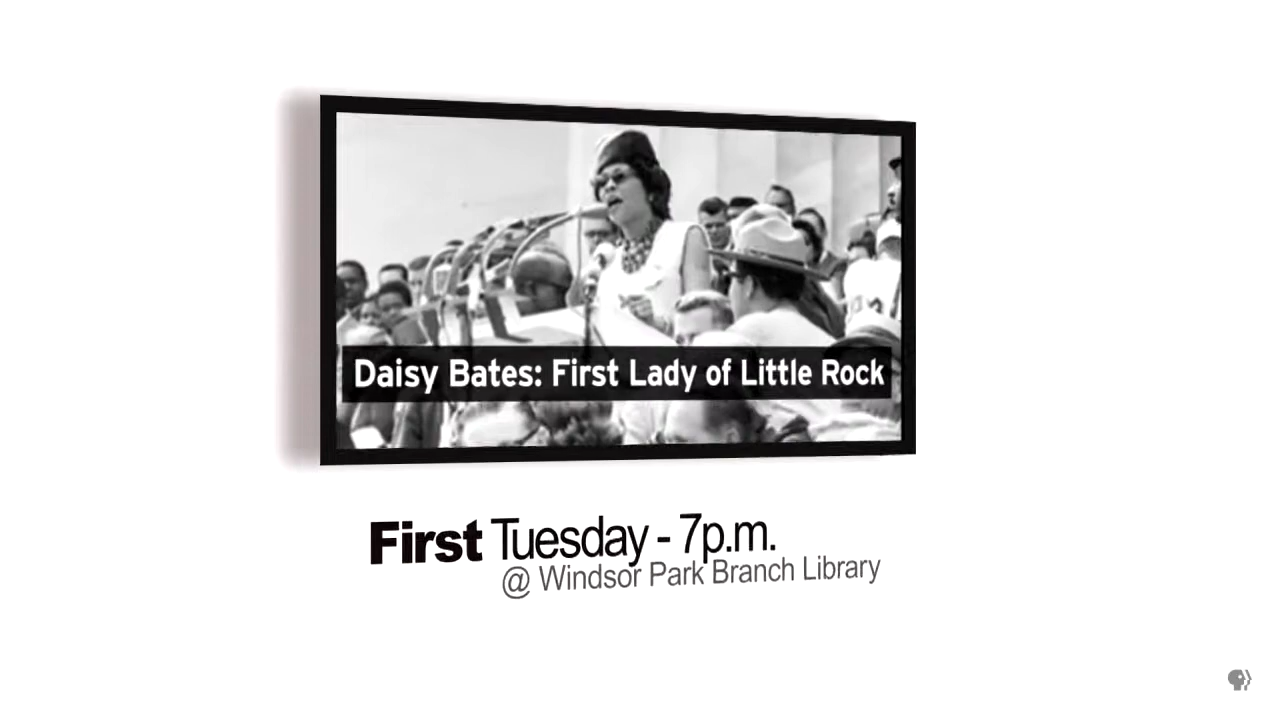 Daisy Bates: First Lady of Little Rock
First Tuesday - 7p.m.
@ Windsor Park Branch Library